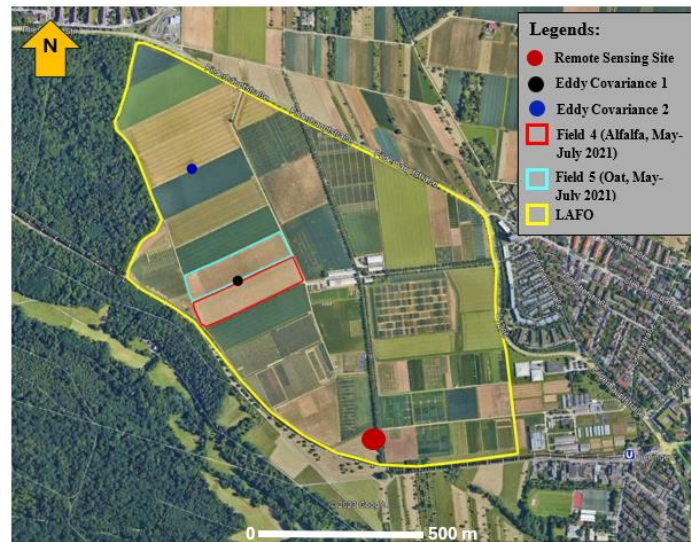 N
Legends:
Remote Sensing Site
Eddy Covariance 1
Eddy Covariance 2
Field 4 (Alfalfa, May-
July 2021)
Field 5 (Oat, May-
July 2021)
LAFO
U
0 500 m